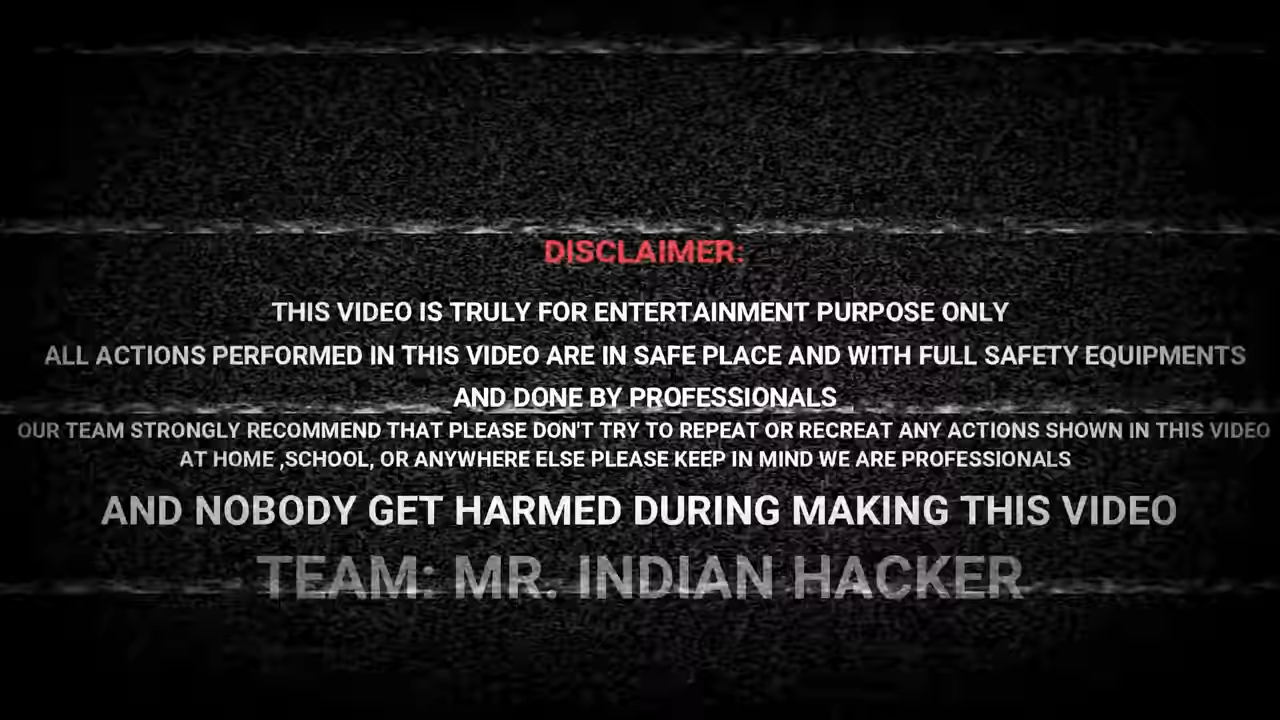 DISCLAIMER:
THIS VIDEO IS TRULY FOR ENTERTAINMENT PURPOSE ONLY
ALL ACTIONS PERFORMED IN THIS VIDEO ARE IN SAFE PLACE AND WITH FULL SAFETY EQUIPMENTS
AND DONE BY PROFESSIONALS
OUR TEAM STRONGLY RECOMMEND THAT PLEASE DON'T TRY TO REPEAT OR RECREAT ANY ACTIONS SHOWN IN THIS VIDEO
AT HOME ,SCHOOL, OR ANYWHERE ELSE PLEASE KEEP IN MIND WE ARE PROFESSIONALS
AND NOBODY GET HARMED DURING MAKING THIS VIDEO
TEAM: MR. INDIAN HACKER